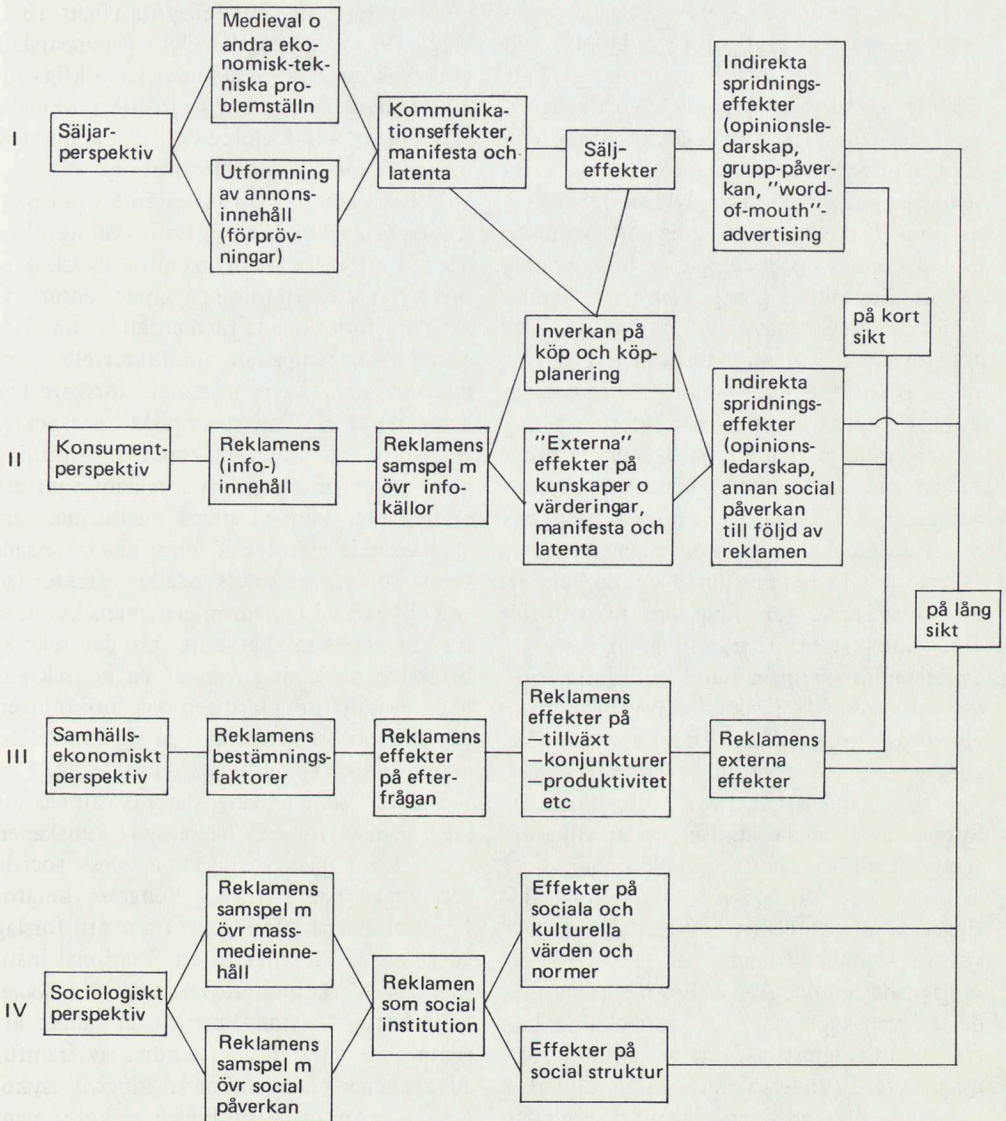 I
Säljar-
perspektiv
Medieval o
andra eko-
nomisk-tek-
niska pro-
blemställn
Utformning
av annons-
innehåll
(förpröv-
ningar)
Kommunika-
tionseffekter,
manifesta och
latenta
Sälj-
effekter
Indirekta
spridnings-
effekter
(opinionsle-
darskap,
grupp-påver-
kan, "word-
of-mouth"-
advertising
på kort
sikt
II
Konsument-
perspektiv
Reklamens
(info-)
innehåll
Reklamens
samspel m
övr info-
källor
Inverkan på
köp och köp-
planering
"Externa"
effekter på
kunskaper o
värderingar,
manifesta och
latenta
Indirekta
spridnings-
effekter
(opinions-
ledarskap,
annan social
påverkan
till följd av
reklamen
på lång
sikt
III
Samhälls-
ekonomiskt
perspektiv
Reklamens
bestämnings-
faktorer
Reklamens
effekter
på efter-
frågan
Reklamens
effekter på
—tillväxt
—konjunkturer
—produktivitet
etc
Reklamens
externa
effekter
IV
Sociologiskt
perspektiv
Reklamens
samspel m
övr mass-
medieinne-
håll
Reklamens
samspel m
övr social
påverkan
Reklamen
som social
institution
Effekter på
sociala och
kulturella
värden och
normer
Effekter på
social struktur